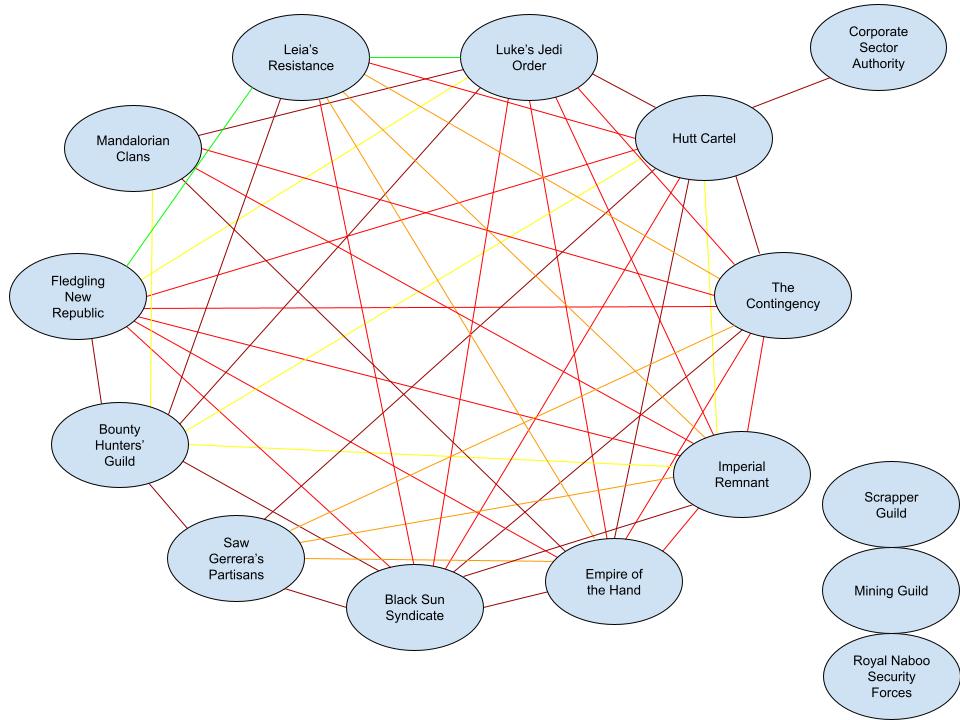 Leia's
Resistance
Luke's Jedi
Order
Corporate
Sector
Authority
Mandalorian
Clans
Hutt Cartel
Fledgling
New
Republic
The
Contingency
Bounty
Hunters'
Guild
Imperial
Remnant
Scrapper
Guild
Saw
Gerrera's
Partisans
Black Sun
Syndicate
Empire of
the Hand
Mining Guild
Royal Naboo
Security
Forces